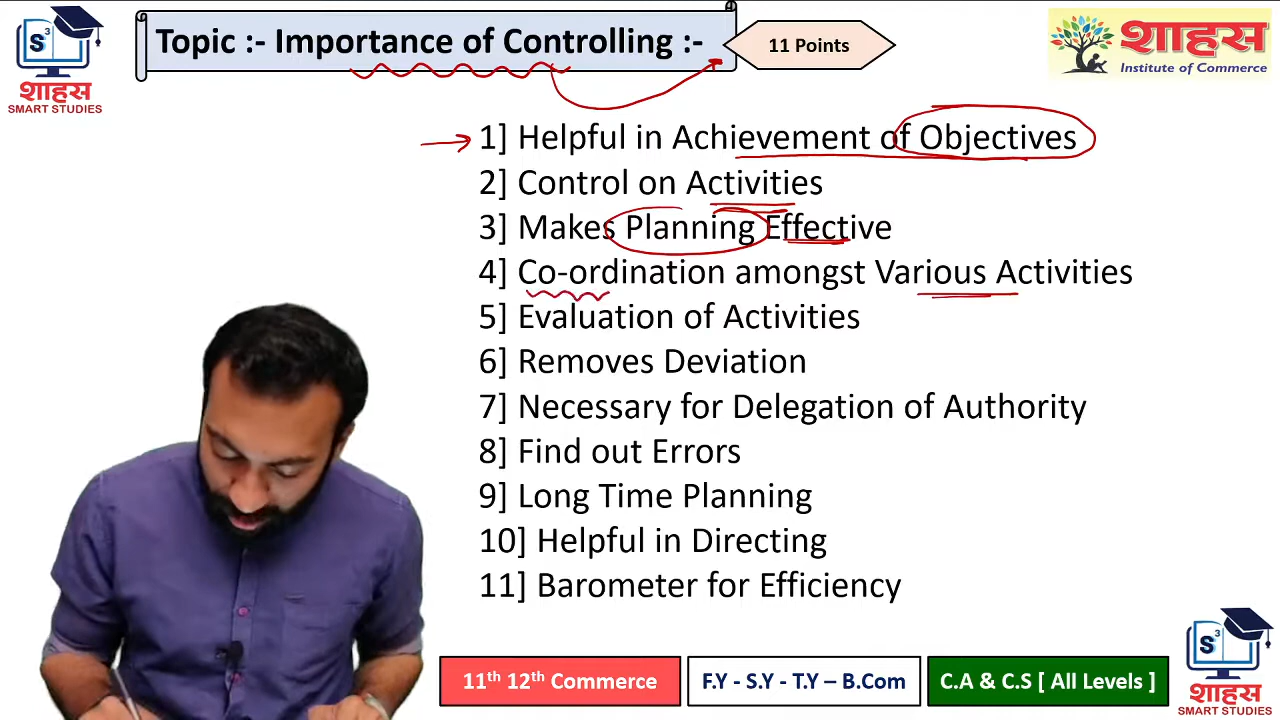 S³
शाहस
SMART STUDIES
Topic :- Importance of Controlling :-
11 Points
शाहस
Institute of Commerce
1] Helpful in Achievement of Objectives
2] Control on Activities
3] Makes Planning Effective
4] Co-ordination amongst Various Activities
5] Evaluation of Activities
6] Removes Deviation
7] Necessary for Delegation of Authority
8] Find out Errors
9] Long Time Planning
10] Helpful in Directing
11] Barometer for Efficiency
11th 12th Commerce
F.Y - S.Y - T.Y – B.Com
C.A & C.S [ All Levels ]
S³
शाहस
SMART STUDIES